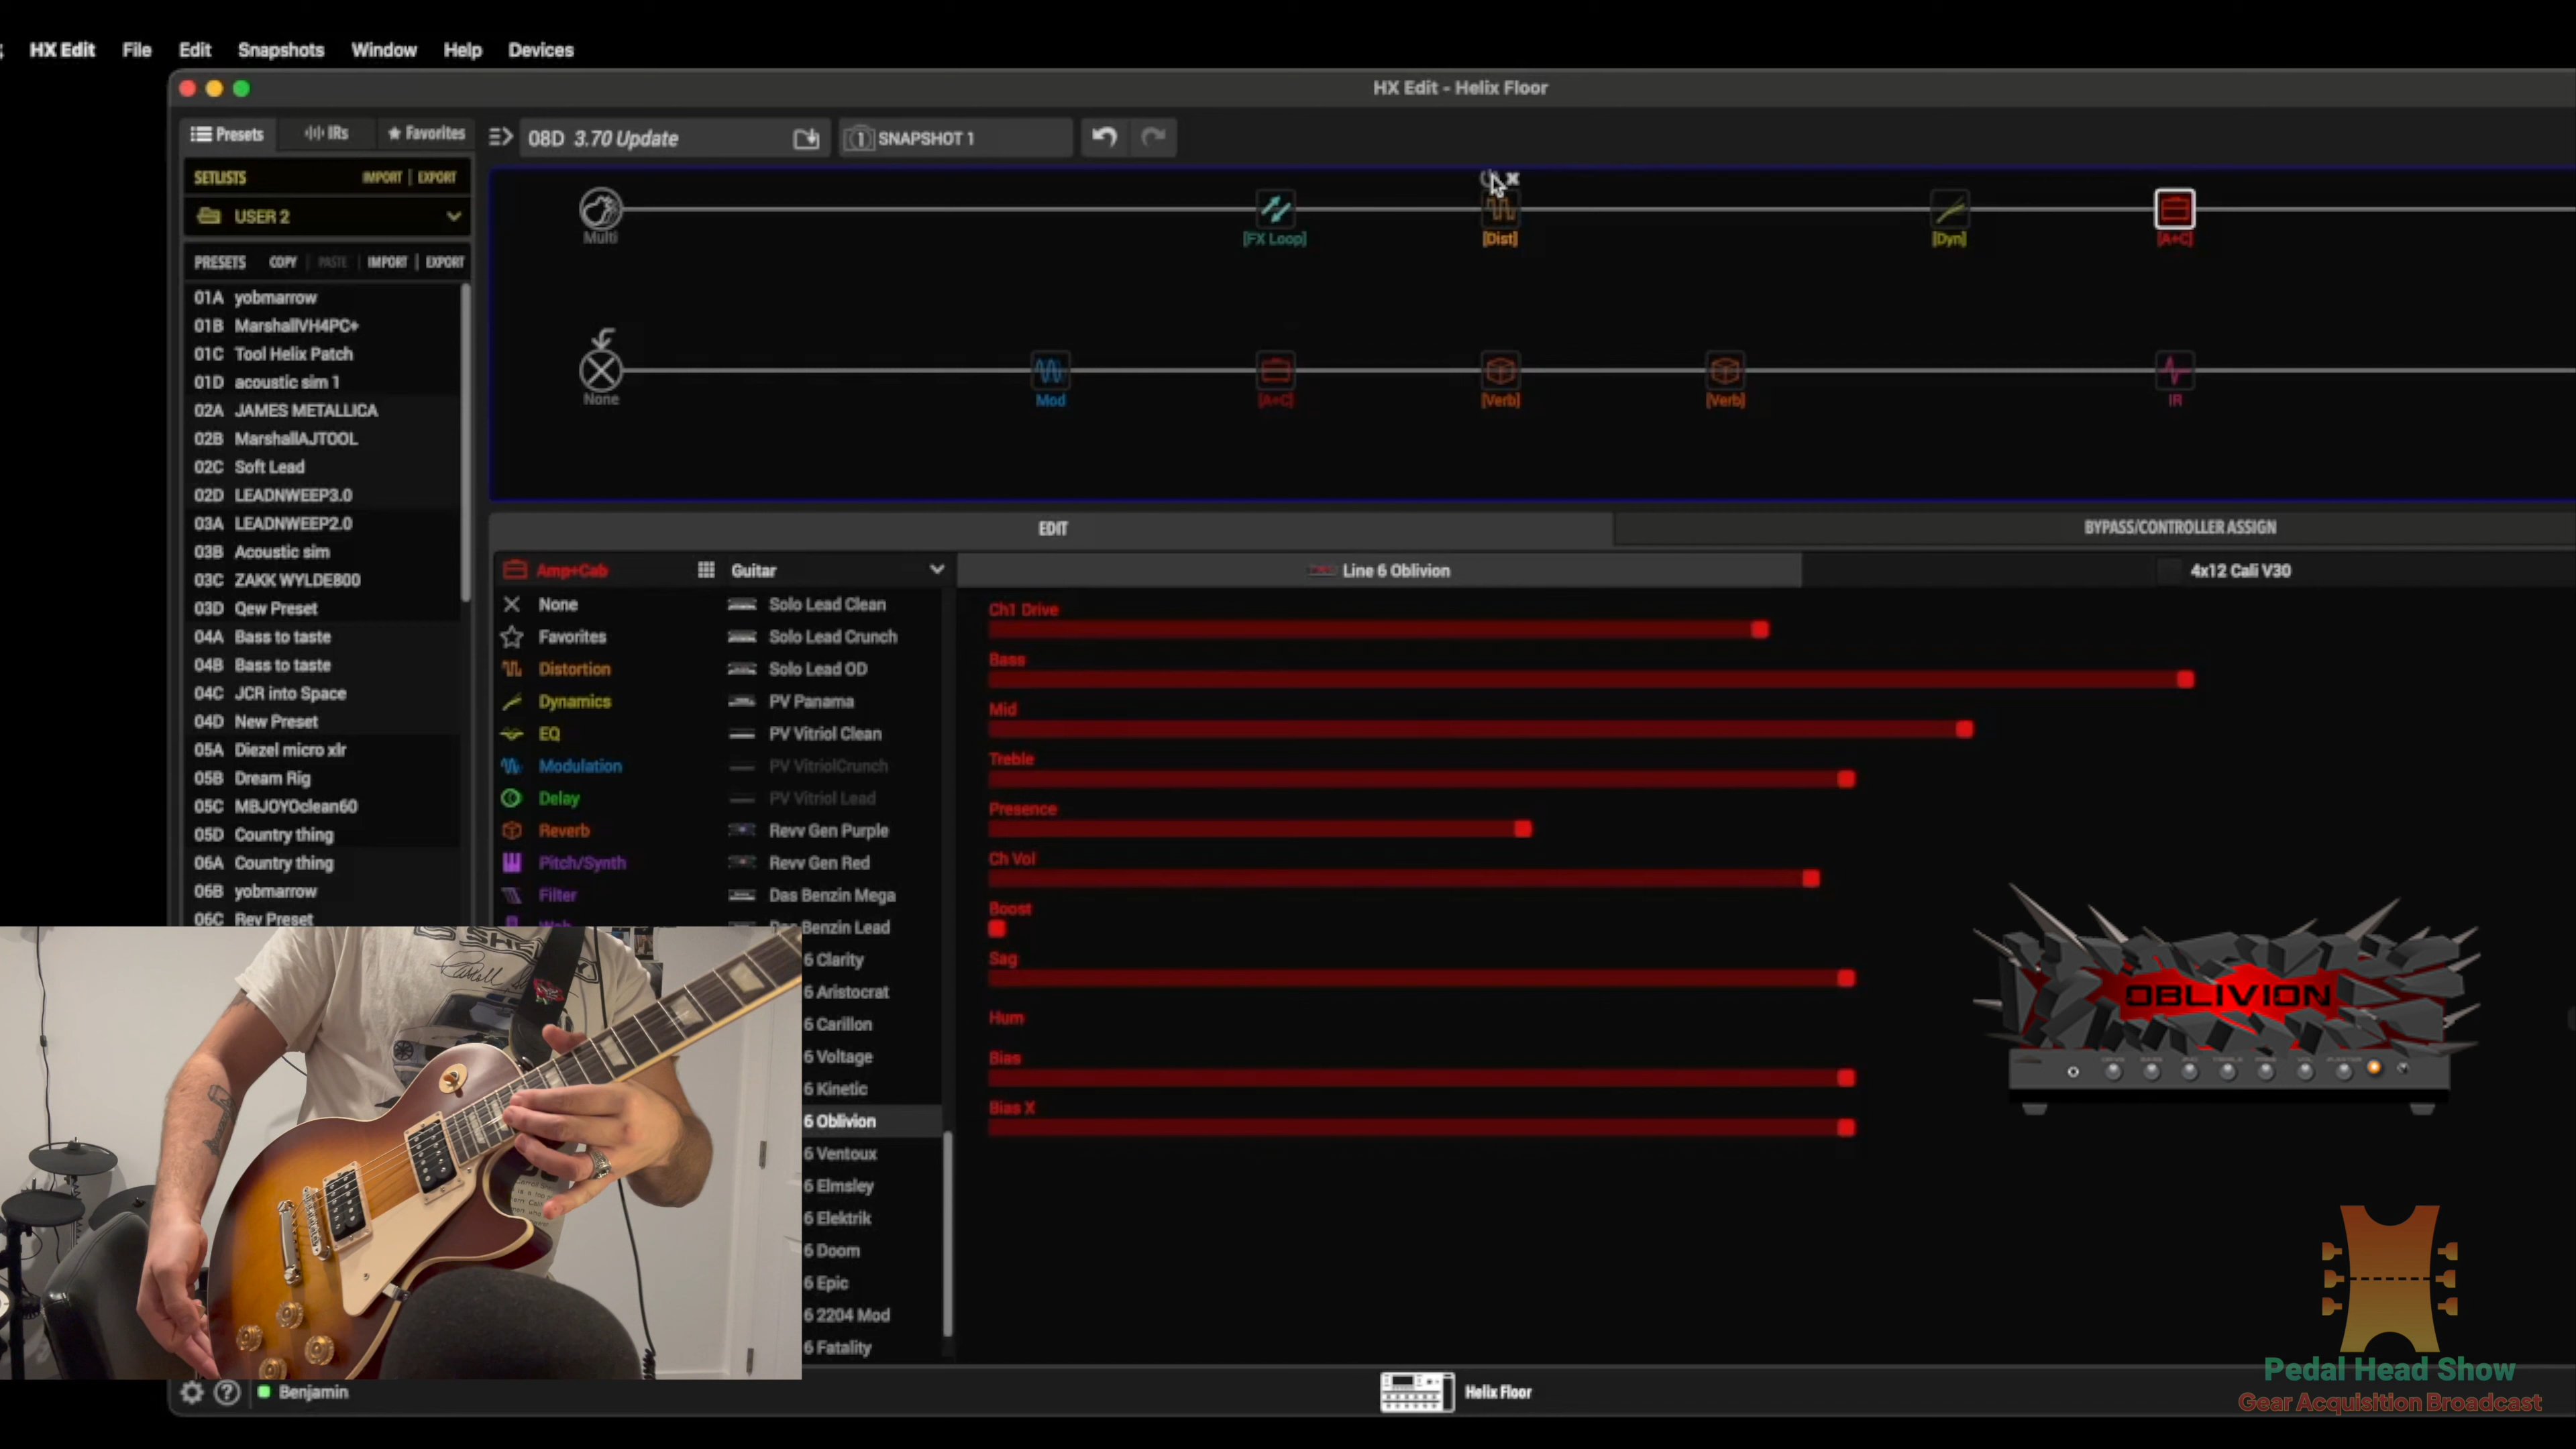 HX Edit File Edit Snapshots Window Help Devices
HX Edit - Helix Floor
Presets IRs Favorites
08D 3.70 Update
1 SNAPSHOT 1
SETLISTS IMPORT | EXPORT
USER 2
PRESETS COPY | PASTE | IMPORT | EXPORT
01A yobmarrow
01B MarshallVH4PC+
01C Tool Helix Patch
01D acoustic sim 1
02A JAMES METALLICA
02B MarshallAJTOOL
02C Soft Lead
02D LEADNWEEP3.0
03A LEADNWEEP2.0
03B Acoustic sim
03C ZAKK WYLDE800
03D Qew Preset
04A Bass to taste
04B Bass to taste
04C JCR into Space
04D New Preset
05A Diezel micro xlr
05B Dream Rig
05C MBJOYOclean60
05D Country thing
06A Country thing
06B yobmarrow
06C Rev Preset
Multi
[FX Loop]
[Dist]
[Dyn]
[A+C]
None
Mod
[A+C]
[Verb]
[Verb]
IR
EDIT
BYPASS/CONTROLLER ASSIGN
Amp+Cab
None
Favorites
Distortion
Dynamics
EQ
Modulation
Delay
Reverb
Pitch/Synth
Filter
Guitar
Solo Lead Clean
Solo Lead Crunch
Solo Lead OD
PV Panama
PV Vitriol Clean
PV VitriolCrunch
PV Vitriol Lead
Revv Gen Purple
Revv Gen Red
Das Benzin Mega
Benzin Lead
6 Clarity
6 Aristocrat
6 Carillon
6 Voltage
6 Kinetic
6 Oblivion
6 Ventoux
6 Elmsley
6 Elektrik
6 Doom
6 Epic
6 2204 Mod
6 Fatality
Line 6 Oblivion
4x12 Cali V30
Ch1 Drive
Bass
Mid
Treble
Presence
Ch Vol
Boost
Sag
Hum
Bias
Bias X
OBLIVION
Pedal Head Show
Gear Acquisition Broadcast
Benjamin
Helix Floor